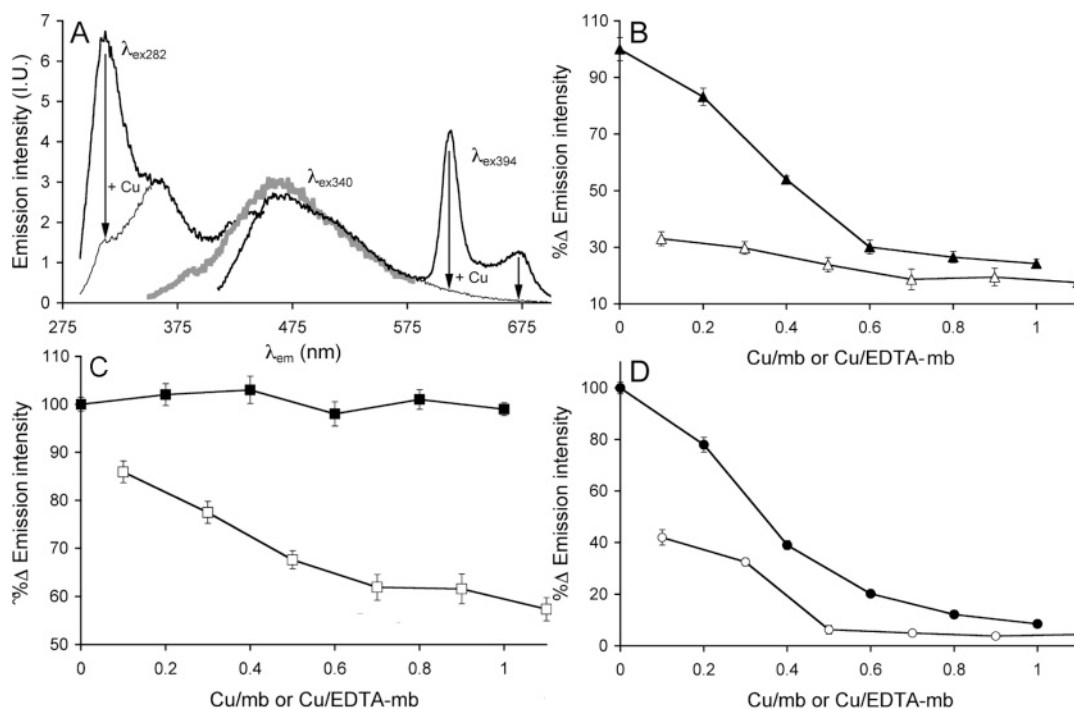 A
Emission intensity (I.U.)
7
6
5
4
3
2
1
0
λex282
+ Cu
λex340
λex394
+ Cu
275 375 475 575 675
λem (nm)
B
%Δ Emission intensity
110
90
70
50
30
10
0 0.2 0.4 0.6 0.8 1
Cu/mb or Cu/EDTA-mb
C
%Δ Emission intensity
110
100
90
80
70
60
50
0 0.2 0.4 0.6 0.8 1
Cu/mb or Cu/EDTA-mb
D
%Δ Emission intensity
100
80
60
40
20
0
0 0.2 0.4 0.6 0.8 1
Cu/mb or Cu/EDTA-mb